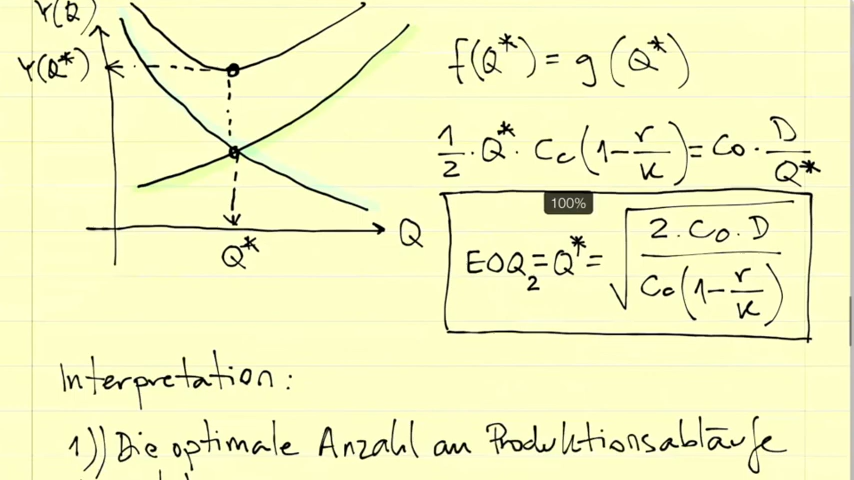 Y(Q)
Y(Q*)
Q
Q*
f(Q*) = g(Q*)
1/2 · Q* · Cc(1 - r/k) = Co · D/Q*
100%
EOQ₂ = Q* = √(2 · Co · D / Cc(1 - r/k))
Interpretation:
1)) Die optimale Anzahl an Produktionsabläufe